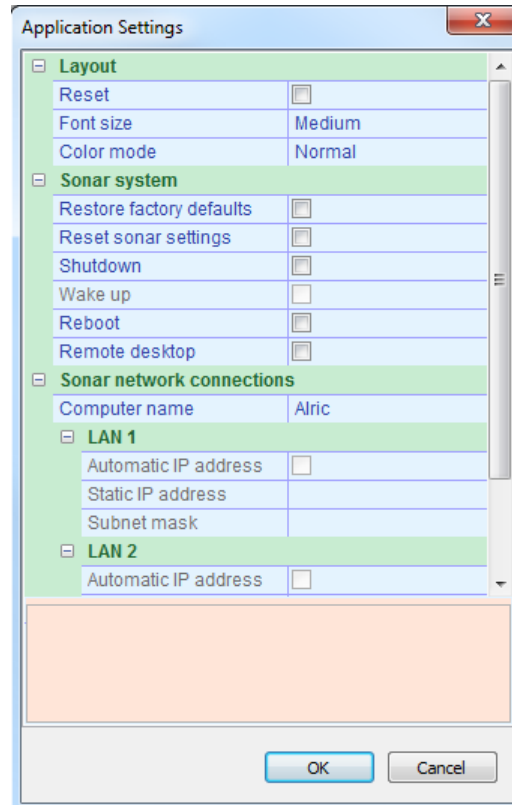 Application Settings
Layout
Reset
Font size Medium
Color mode Normal
Sonar system
Restore factory defaults
Reset sonar settings
Shutdown
Wake up
Reboot
Remote desktop
Sonar network connections
Computer name Alric
LAN 1
Automatic IP address
Static IP address
Subnet mask
LAN 2
Automatic IP address
OK Cancel